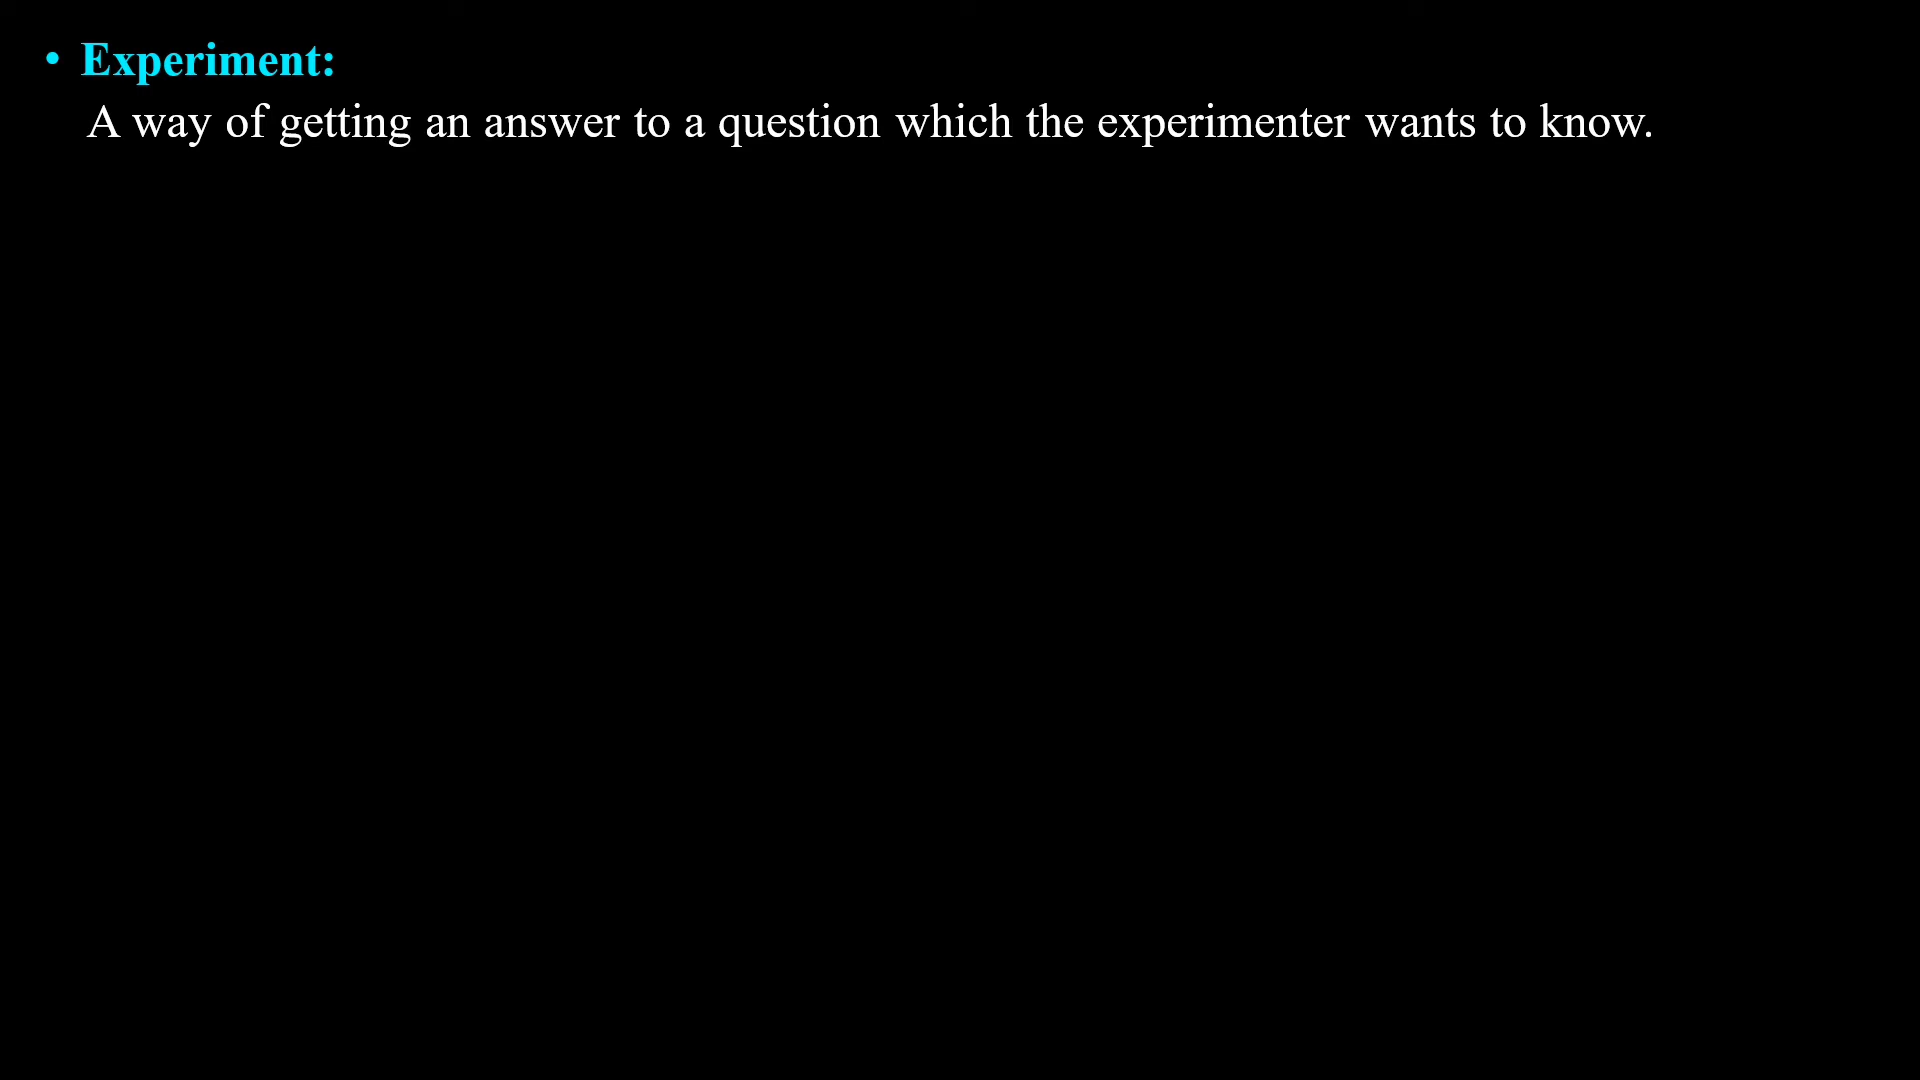 • Experiment:
A way of getting an answer to a question which the experimenter wants to know.